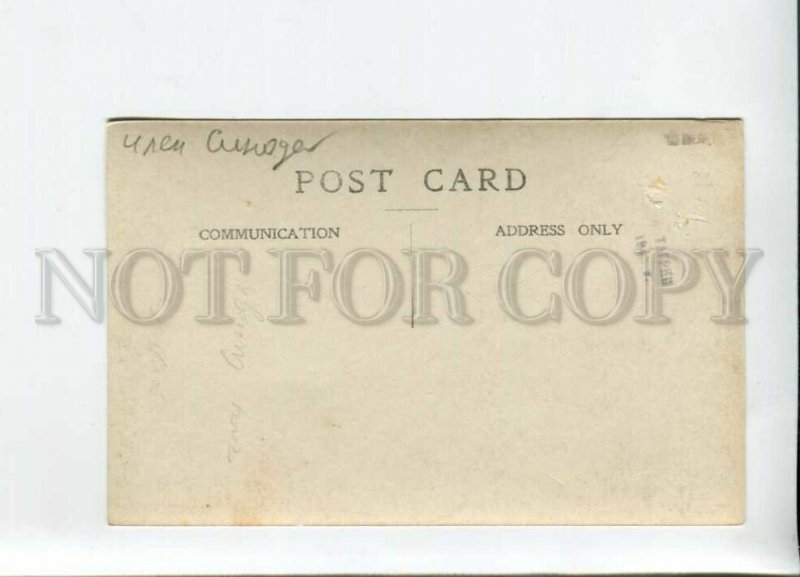 член Синода
POST CARD
COMMUNICATION
ADDRESS ONLY
NOT FOR COPY